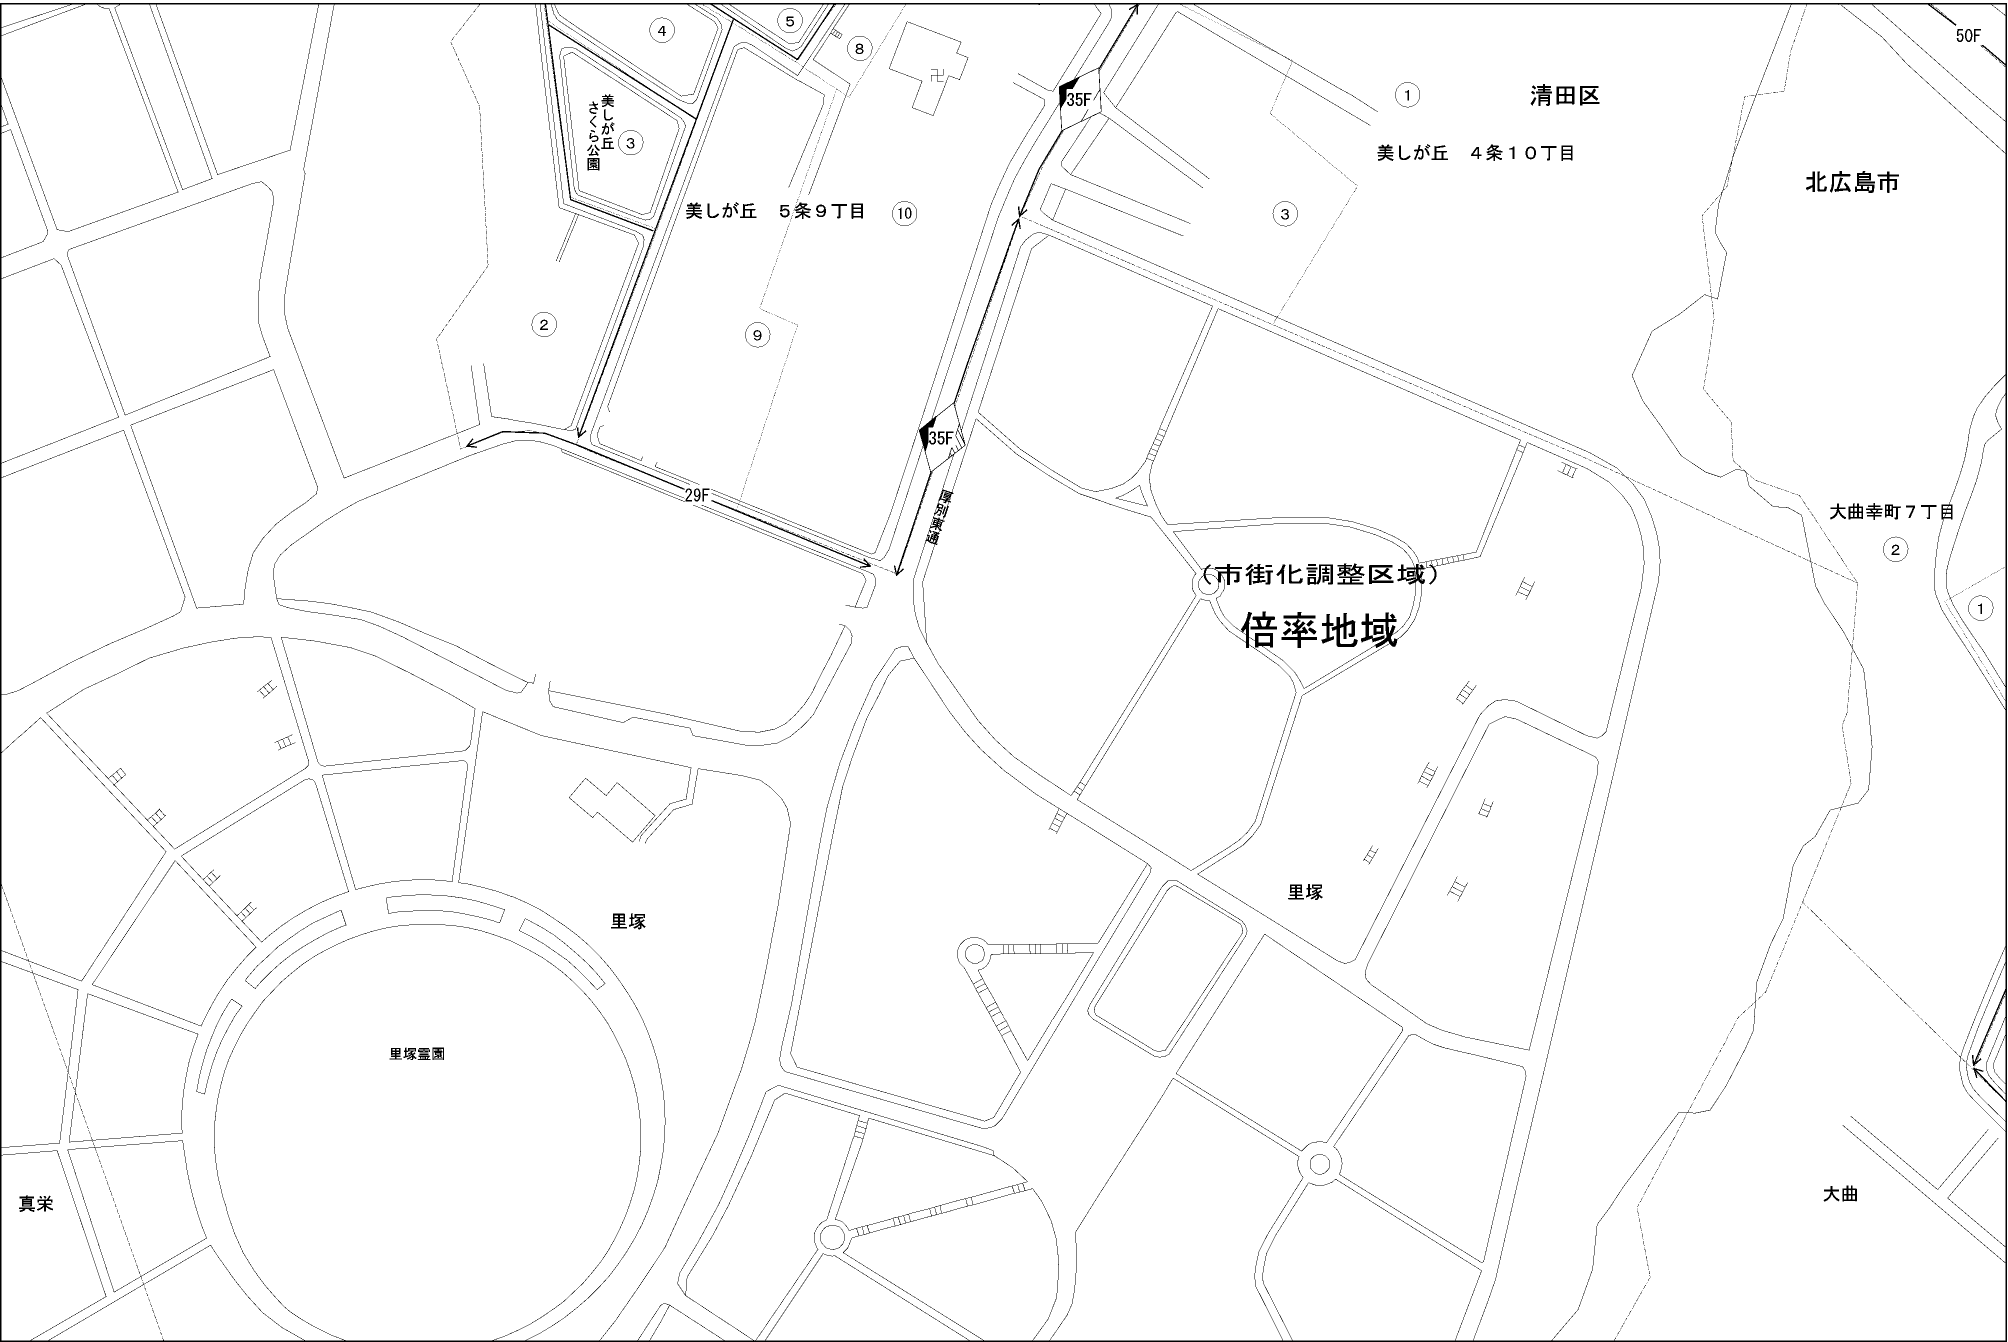 ④
⑤
⑧
50F
35F
①
清田区
美しが丘
さくら公園
③
美しが丘　４条１０丁目
北広島市
美しが丘　５条９丁目
⑩
③
②
⑨
35F
29F
厚別東通
大曲幸町７丁目
②
（市街化調整区域）
倍率地域
①
里塚
里塚
里塚霊園
真栄
大曲